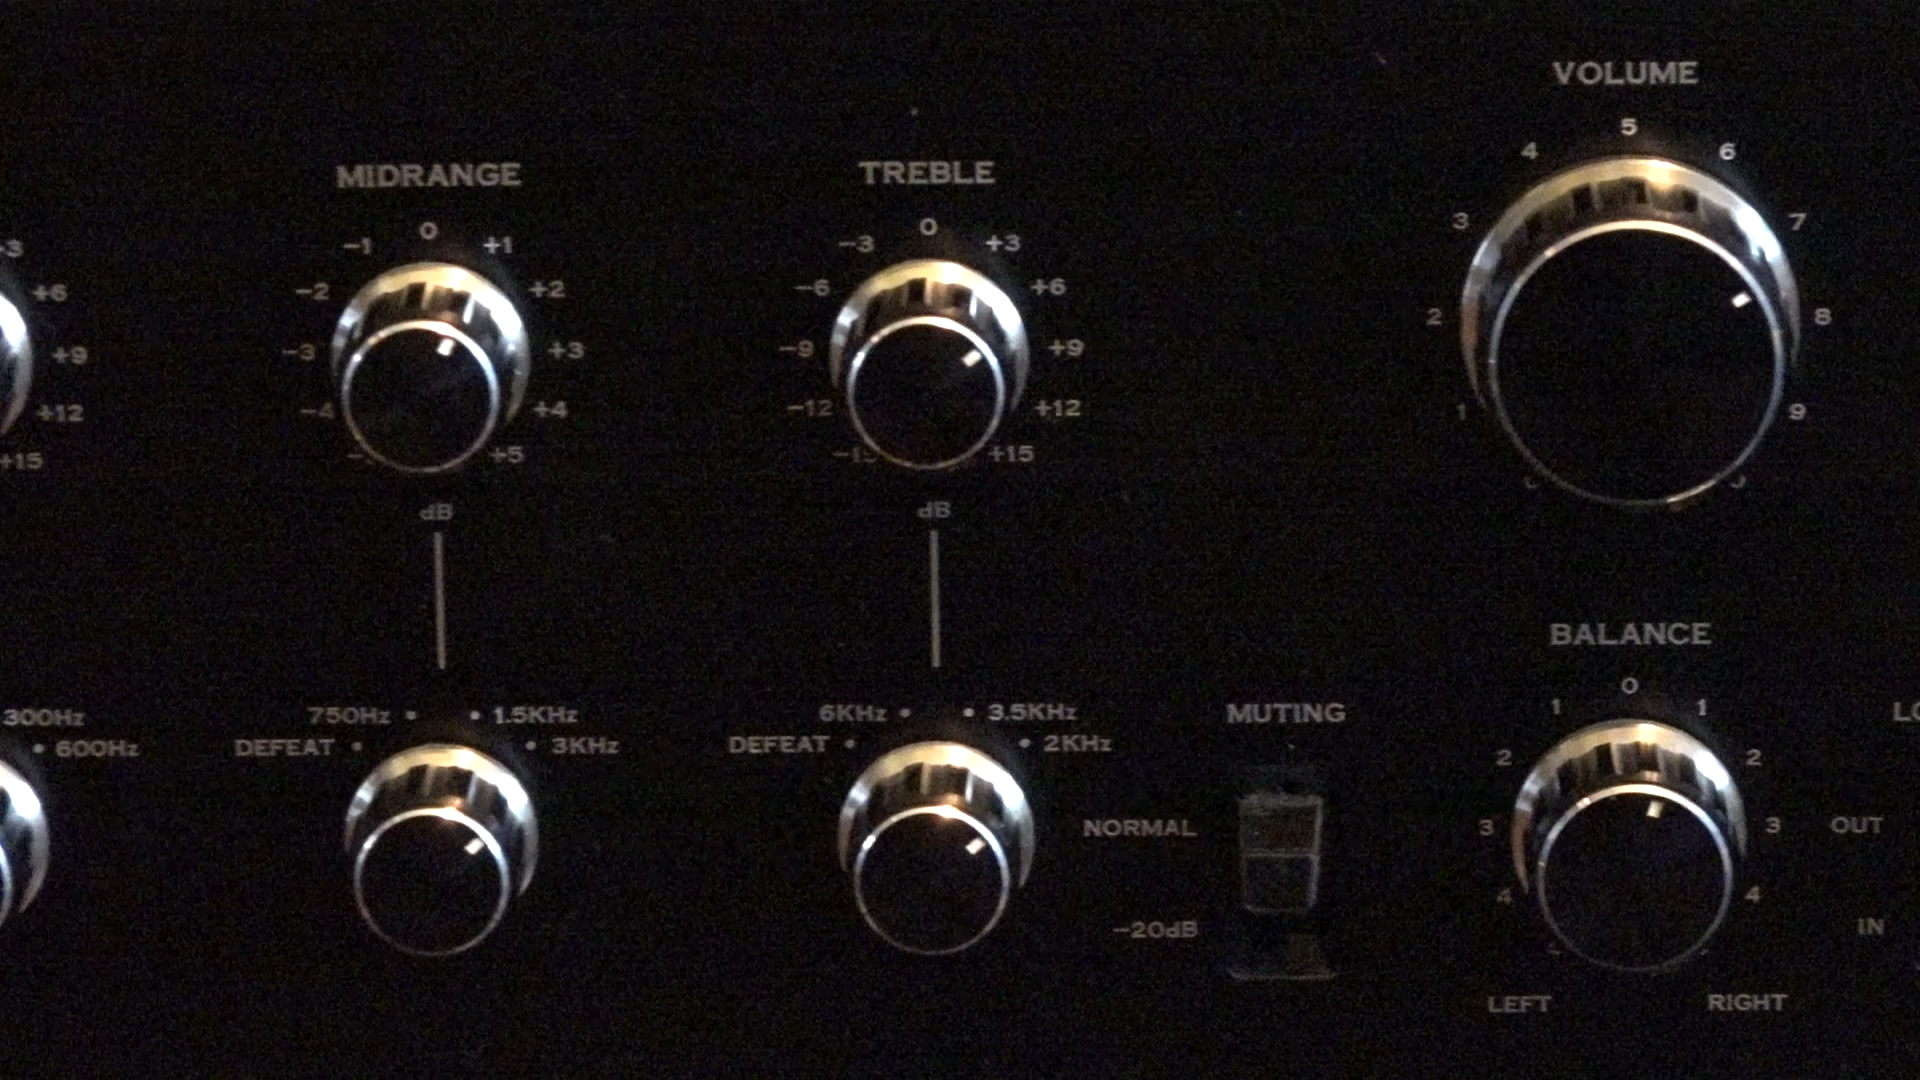 VOLUME
5
4 6
3 7
2 8
1 9
MIDRANGE
0
-1 +1
-2 +2
-3 +3
-4 +4
+5
dB
TREBLE
0
-3 +3
-6 +6
-9 +9
-12 +12
+15
dB
+3
+6
+9
+12
+15
300Hz
600Hz
750Hz • • 1.5KHz
DEFEAT • • 3KHz
6KHz • • 3.5KHz
DEFEAT • • 2KHz
MUTING
NORMAL
-20dB
BALANCE
0
1 1
2 2
3 3
4 4
LEFT RIGHT
OUT
IN